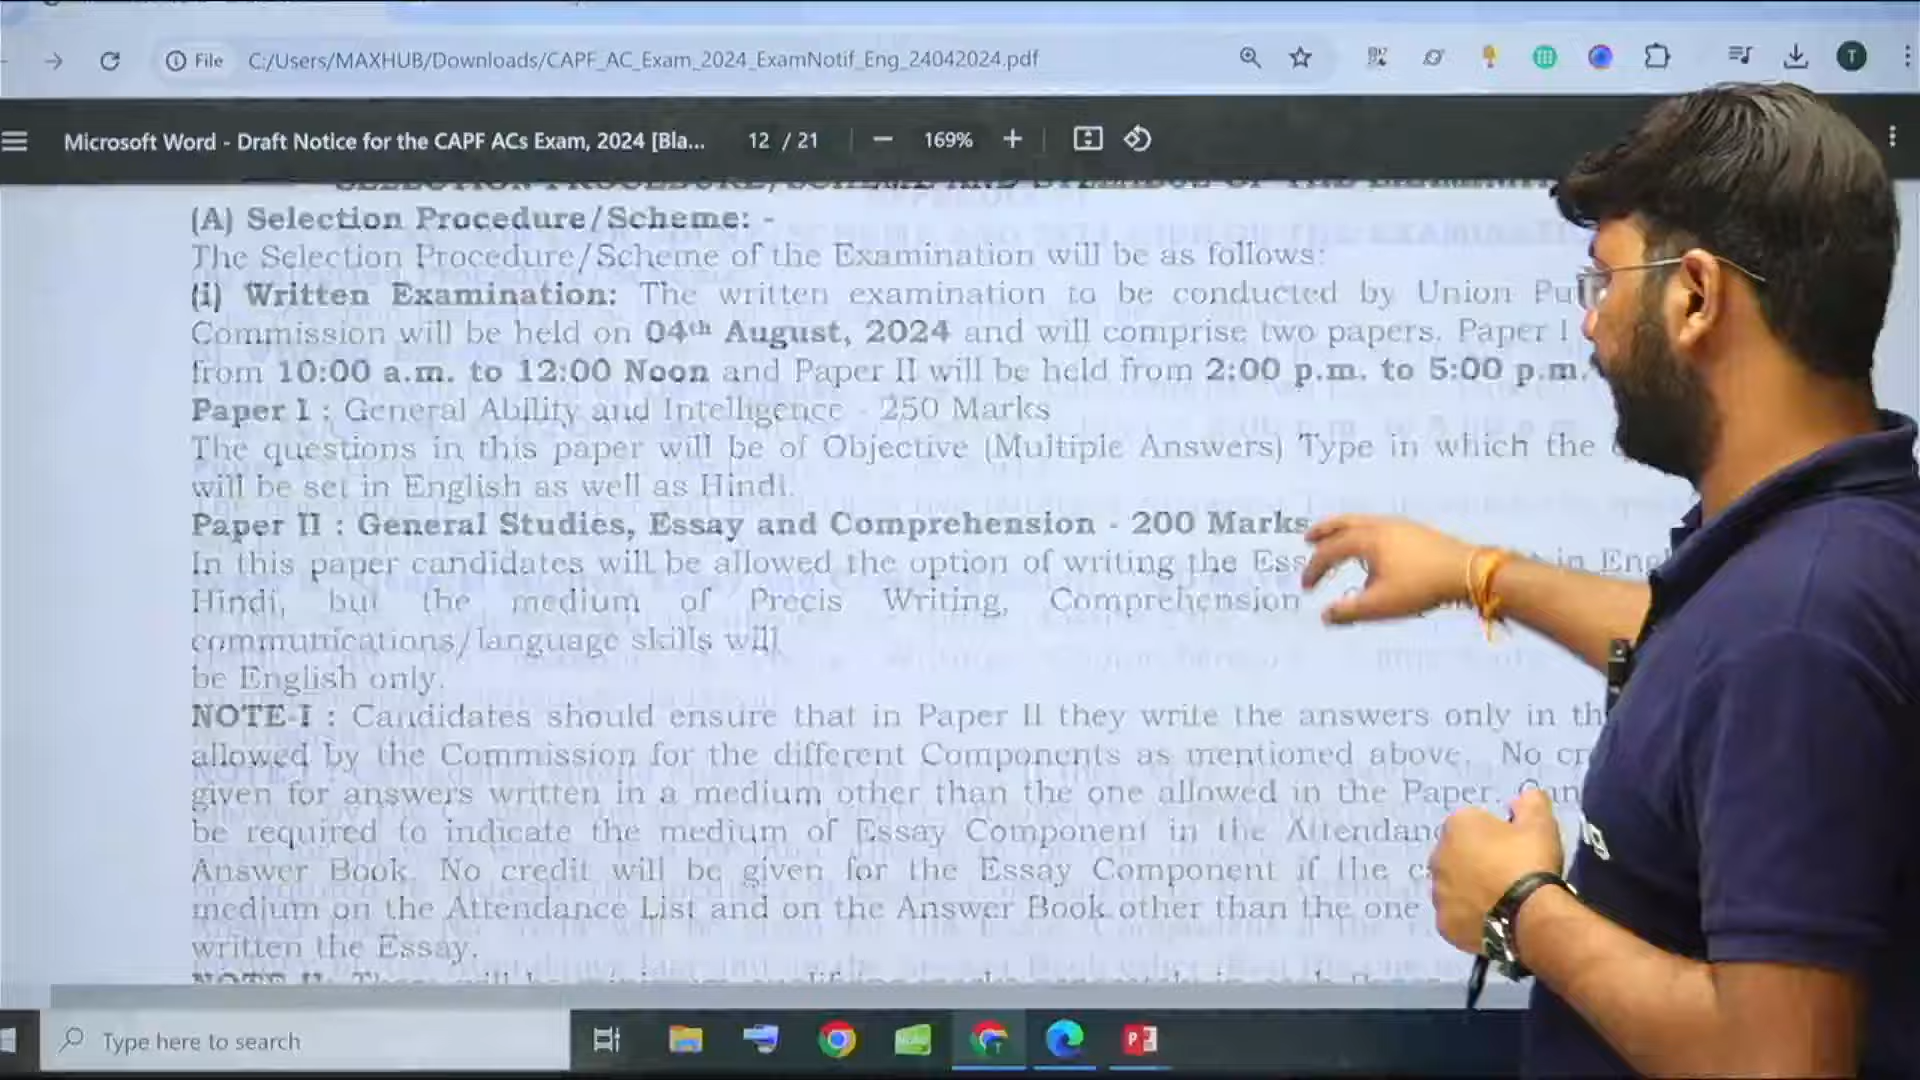 File C:/Users/MAXHUB/Downloads/CAPF_AC_Exam_2024_ExamNotif_Eng_24042024.pdf
T
Microsoft Word - Draft Notice for the CAPF ACs Exam, 2024 [Bla... 12 / 21 169%
(A) Selection Procedure/Scheme: -
The Selection Procedure/Scheme of the Examination will be as follows:
(i) Written Examination: The written examination to be conducted by Union Pu
Commission will be held on 04th August, 2024 and will comprise two papers. Paper I
from 10:00 a.m. to 12:00 Noon and Paper II will be held from 2:00 p.m. to 5:00 p.m.
Paper I : General Ability and Intelligence - 250 Marks
The questions in this paper will be of Objective (Multiple Answers) Type in which the
will be set in English as well as Hindi.
Paper II : General Studies, Essay and Comprehension - 200 Marks
In this paper candidates will be allowed the option of writing the Ess in Eng
Hindi, but the medium of Precis Writing, Comprehension
communications/language skills will
be English only.
NOTE-I : Candidates should ensure that in Paper II they write the answers only in th
allowed by the Commission for the different Components as mentioned above. No cr
given for answers written in a medium other than the one allowed in the Paper. Can
be required to indicate the medium of Essay Component in the Attendanc
Answer Book. No credit will be given for the Essay Component if the ca
medium on the Attendance List and on the Answer Book other than the one
written the Essay.
Type here to search